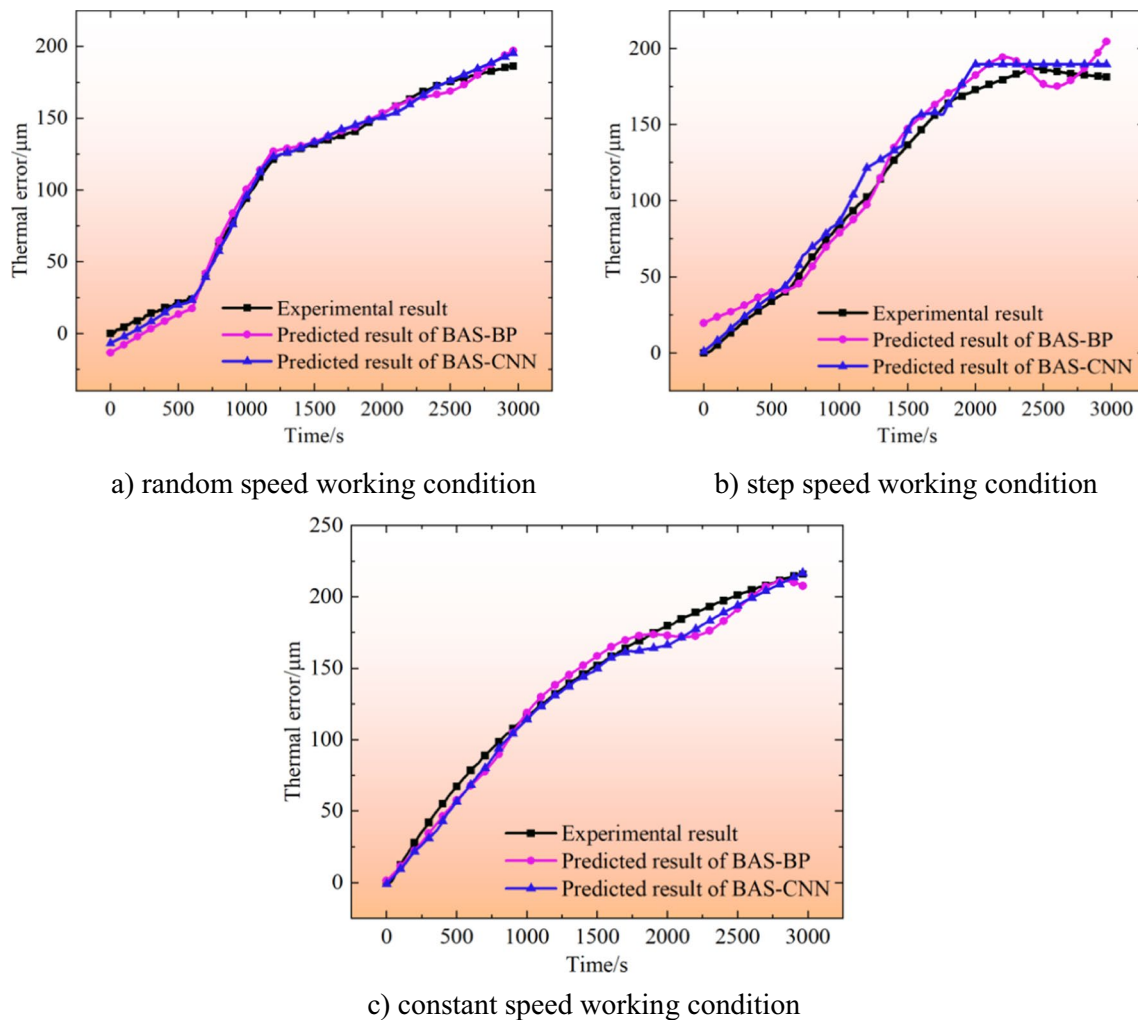 200
150
100
50
0
Thermal error/μm
Experimental result
Predicted result of BAS-BP
Predicted result of BAS-CNN
0 500 1000 1500 2000 2500 3000
Time/s
a) random speed working condition
200
150
100
50
0
Thermal error/μm
Experimental result
Predicted result of BAS-BP
Predicted result of BAS-CNN
0 500 1000 1500 2000 2500 3000
Time/s
b) step speed working condition
250
200
150
100
50
0
Thermal error/μm
Experimental result
Predicted result of BAS-BP
Predicted result of BAS-CNN
0 500 1000 1500 2000 2500 3000
Time/s
c) constant speed working condition